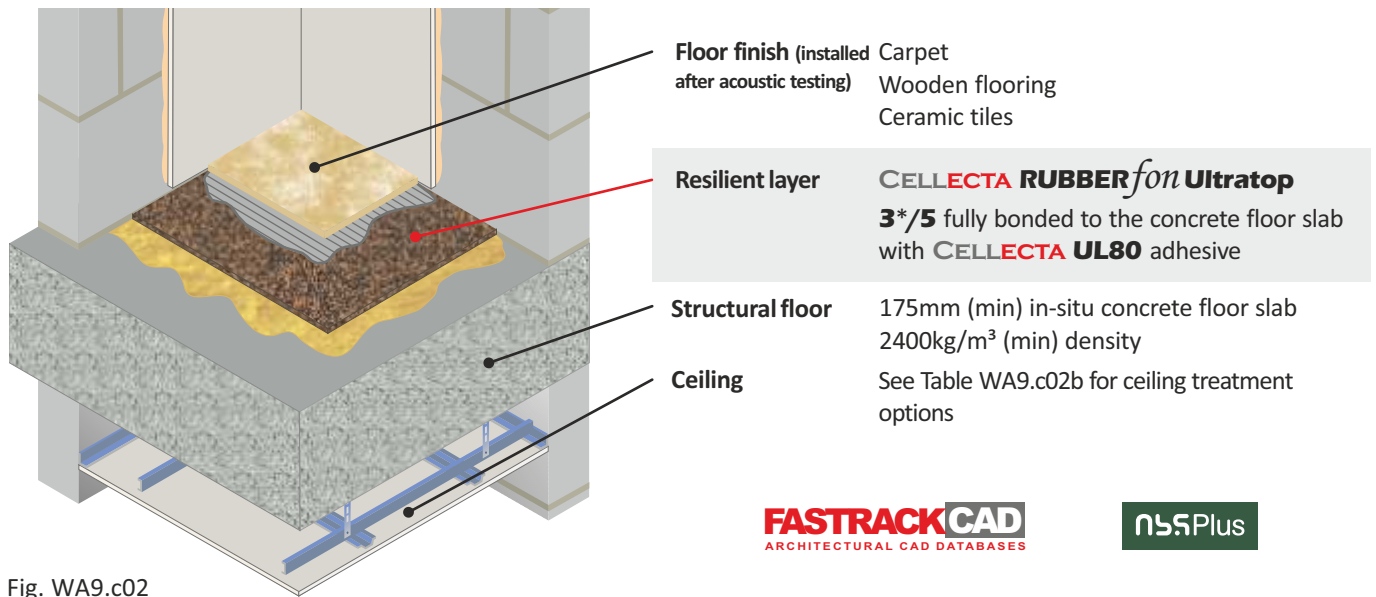 Floor finish (installed after acoustic testing)
Carpet
Wooden flooring
Ceramic tiles
Resilient layer
CELLECTA RUBBERfon Ultratop
3*/5 fully bonded to the concrete floor slab
with CELLECTA UL80 adhesive
Structural floor
175mm (min) in-situ concrete floor slab
2400kg/m³ (min) density
Ceiling
See Table WA9.c02b for ceiling treatment
options
FASTRACKCAD
ARCHITECTURAL CAD DATABASES
nbsPlus
Fig. WA9.c02